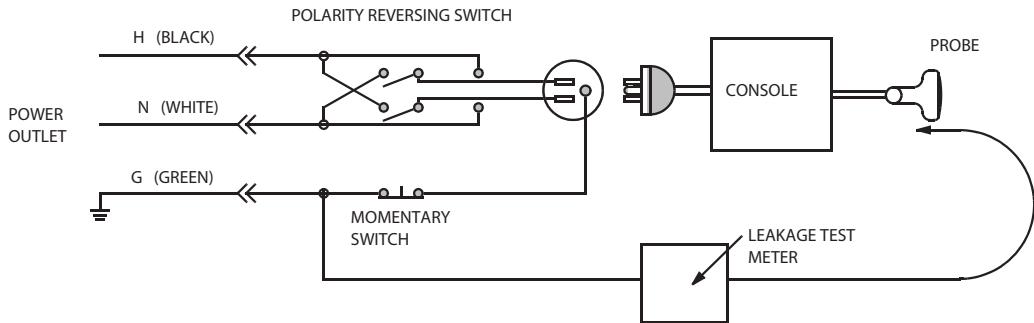 POLARITY REVERSING SWITCH
H (BLACK)
PROBE
CONSOLE
N (WHITE)
POWER
OUTLET
G (GREEN)
MOMENTARY
SWITCH
LEAKAGE TEST
METER